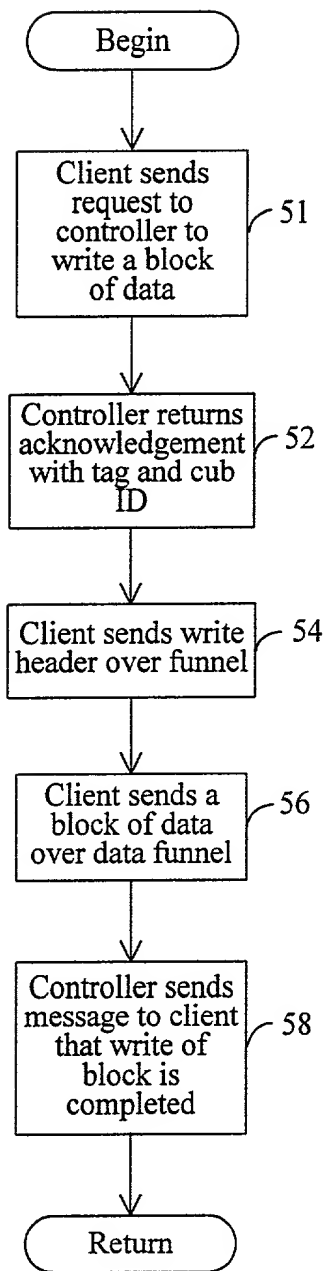 Begin
Client sends
request to
controller to
write a block
of data
51
Controller returns
acknowledgement
with tag and cub
ID
52
Client sends write
header over funnel
54
Client sends a
block of data
over data funnel
56
Controller sends
message to client
that write of
block is
completed
58
Return